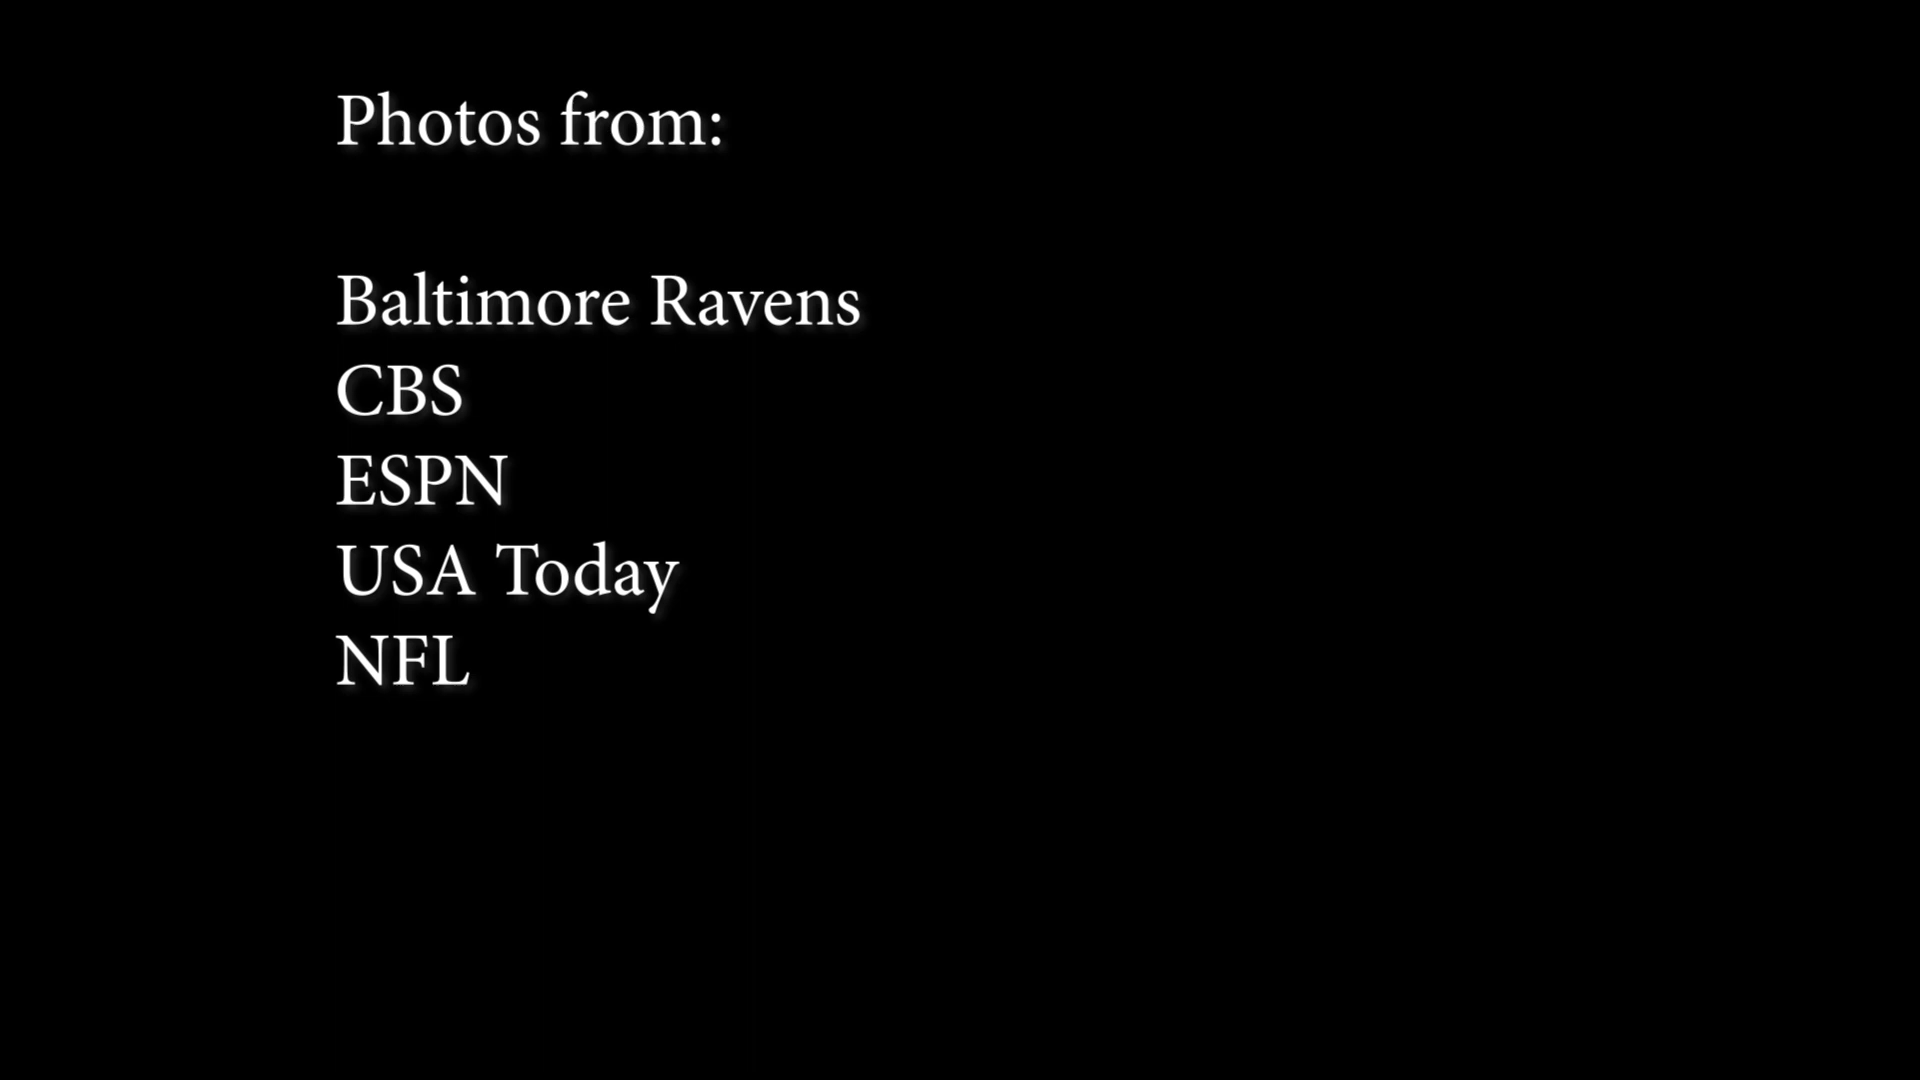 Photos from:
Baltimore Ravens
CBS
ESPN
USA Today
NFL